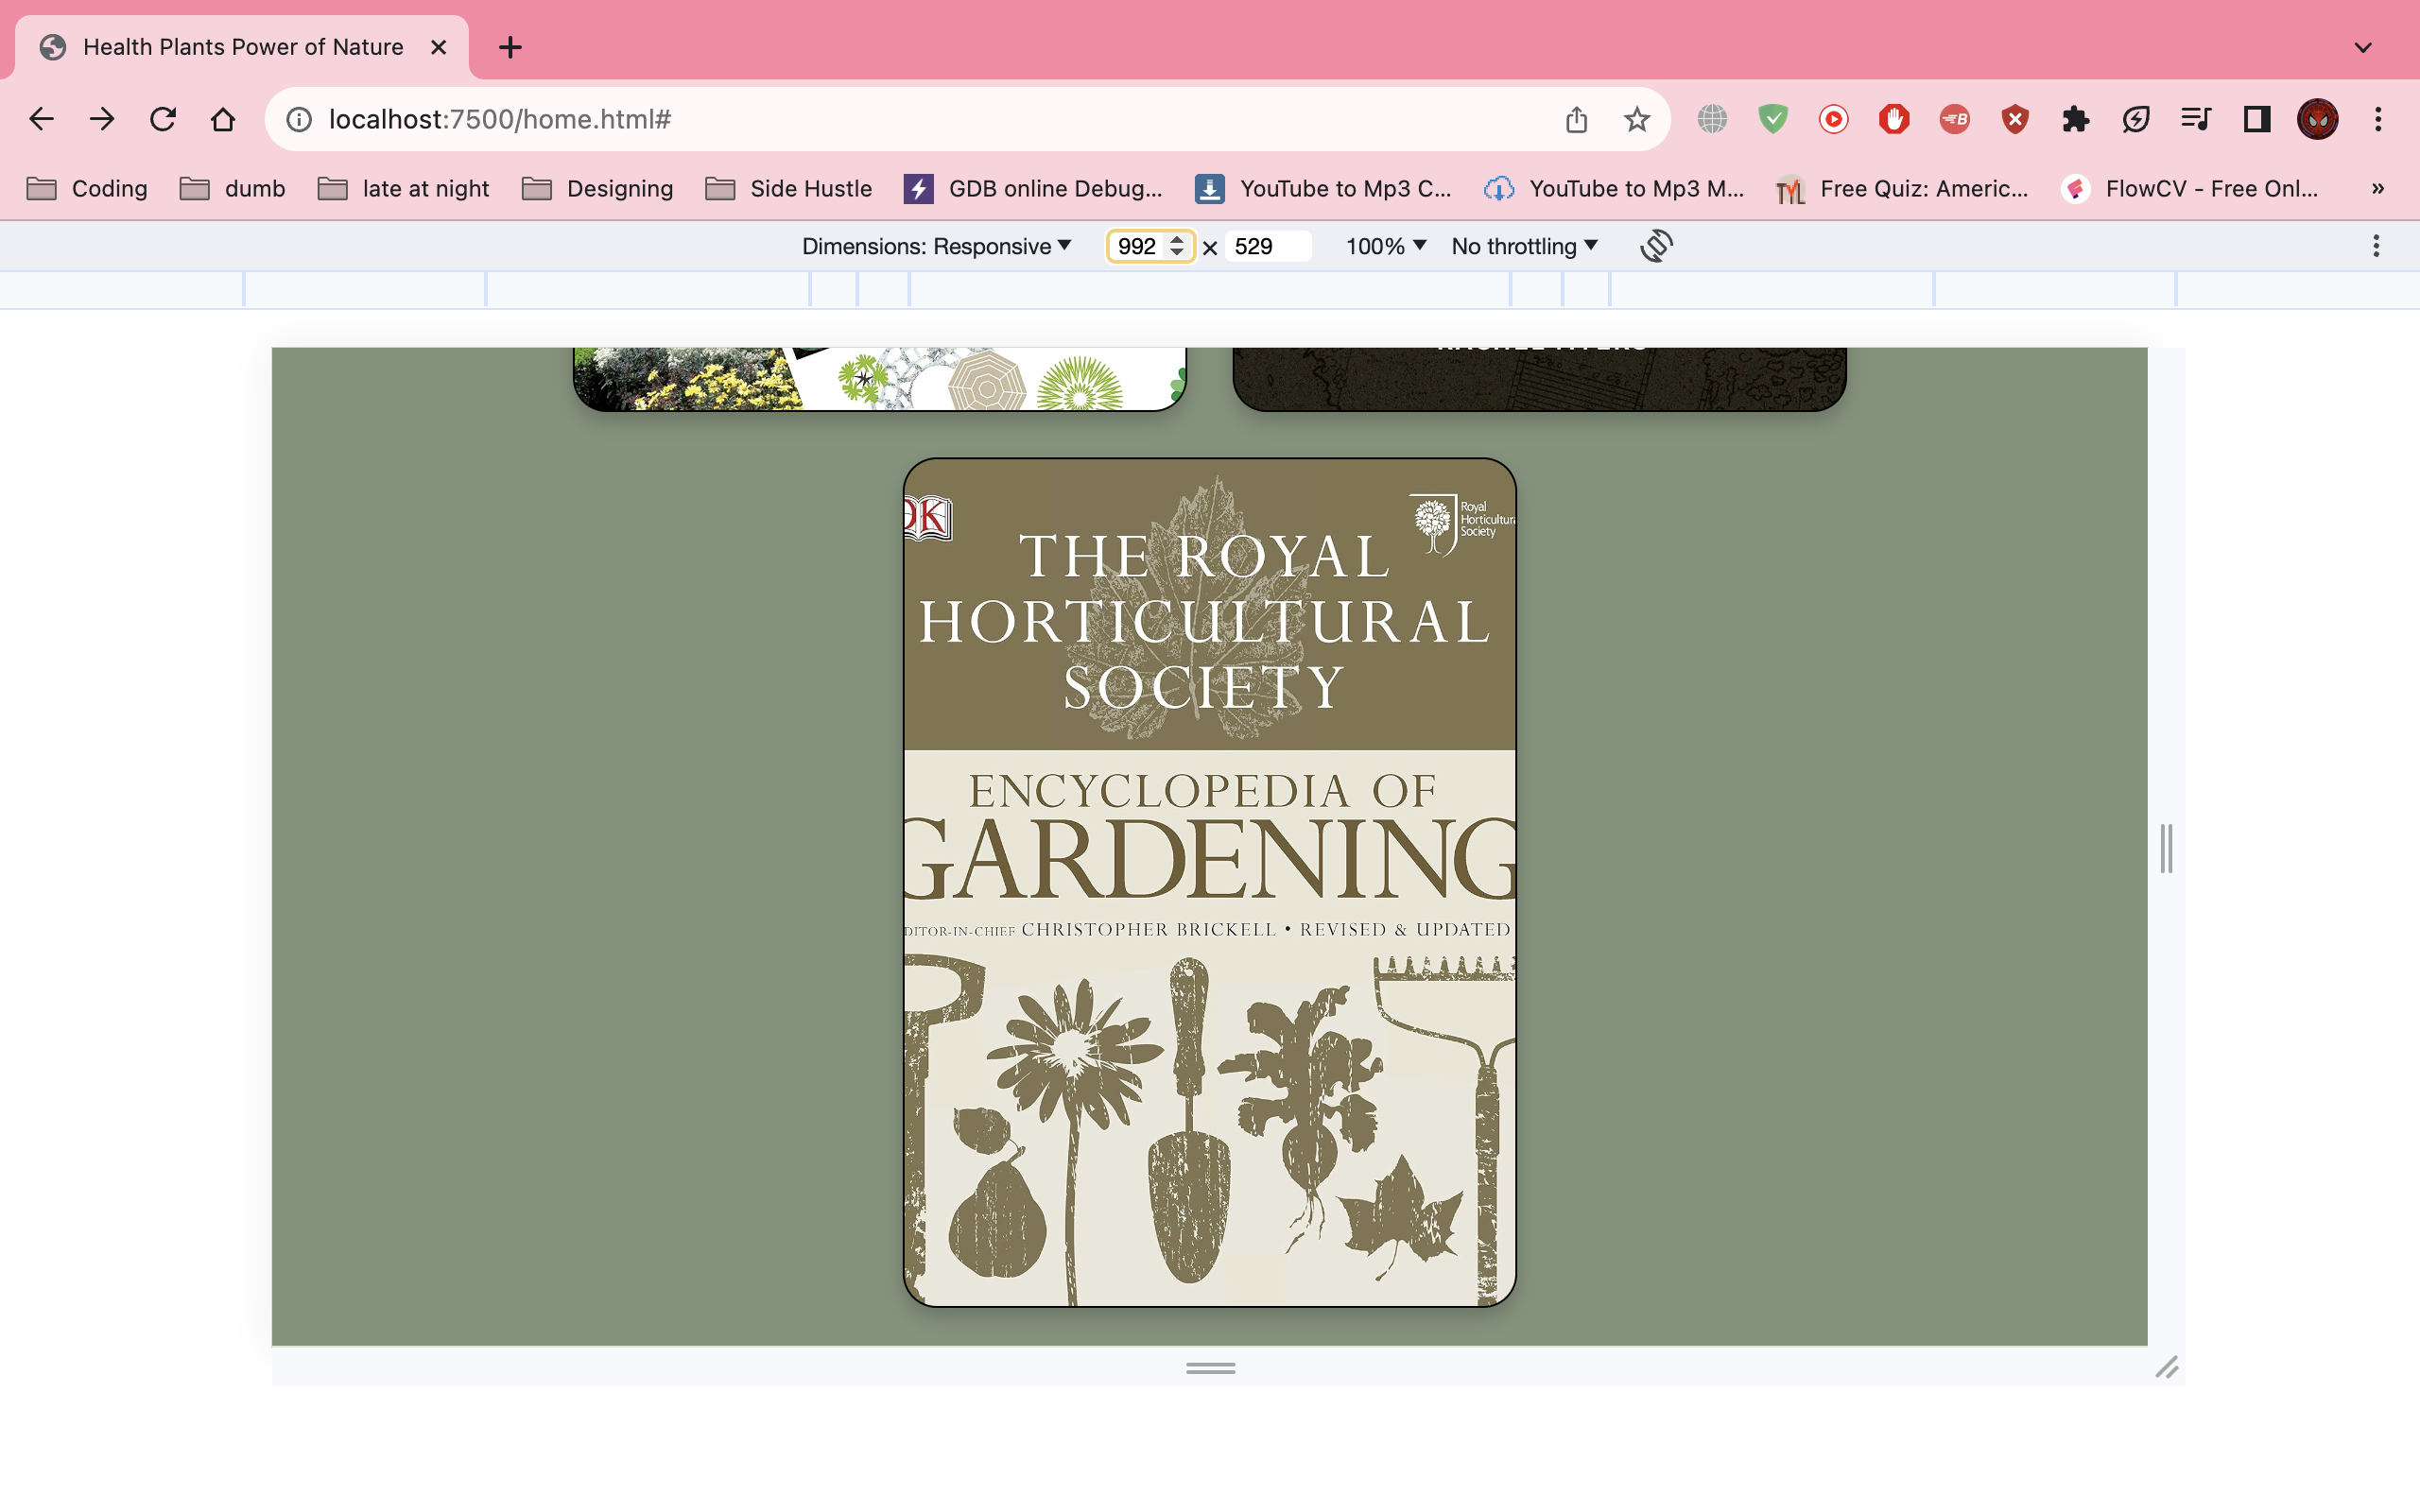 Health Plants Power of Nature
localhost:7500/home.html#
Coding dumb late at night Designing Side Hustle GDB online Debug... YouTube to Mp3 C... YouTube to Mp3 M... Free Quiz: Americ... FlowCV - Free Onl... »
Dimensions: Responsive 992 × 529 100% No throttling
DK
Royal
Horticultura
Society
THE ROYAL
HORTICULTURAL
SOCIETY
ENCYCLOPEDIA OF
GARDENING
DITOR-IN-CHIEF CHRISTOPHER BRICKELL • REVISED & UPDATED